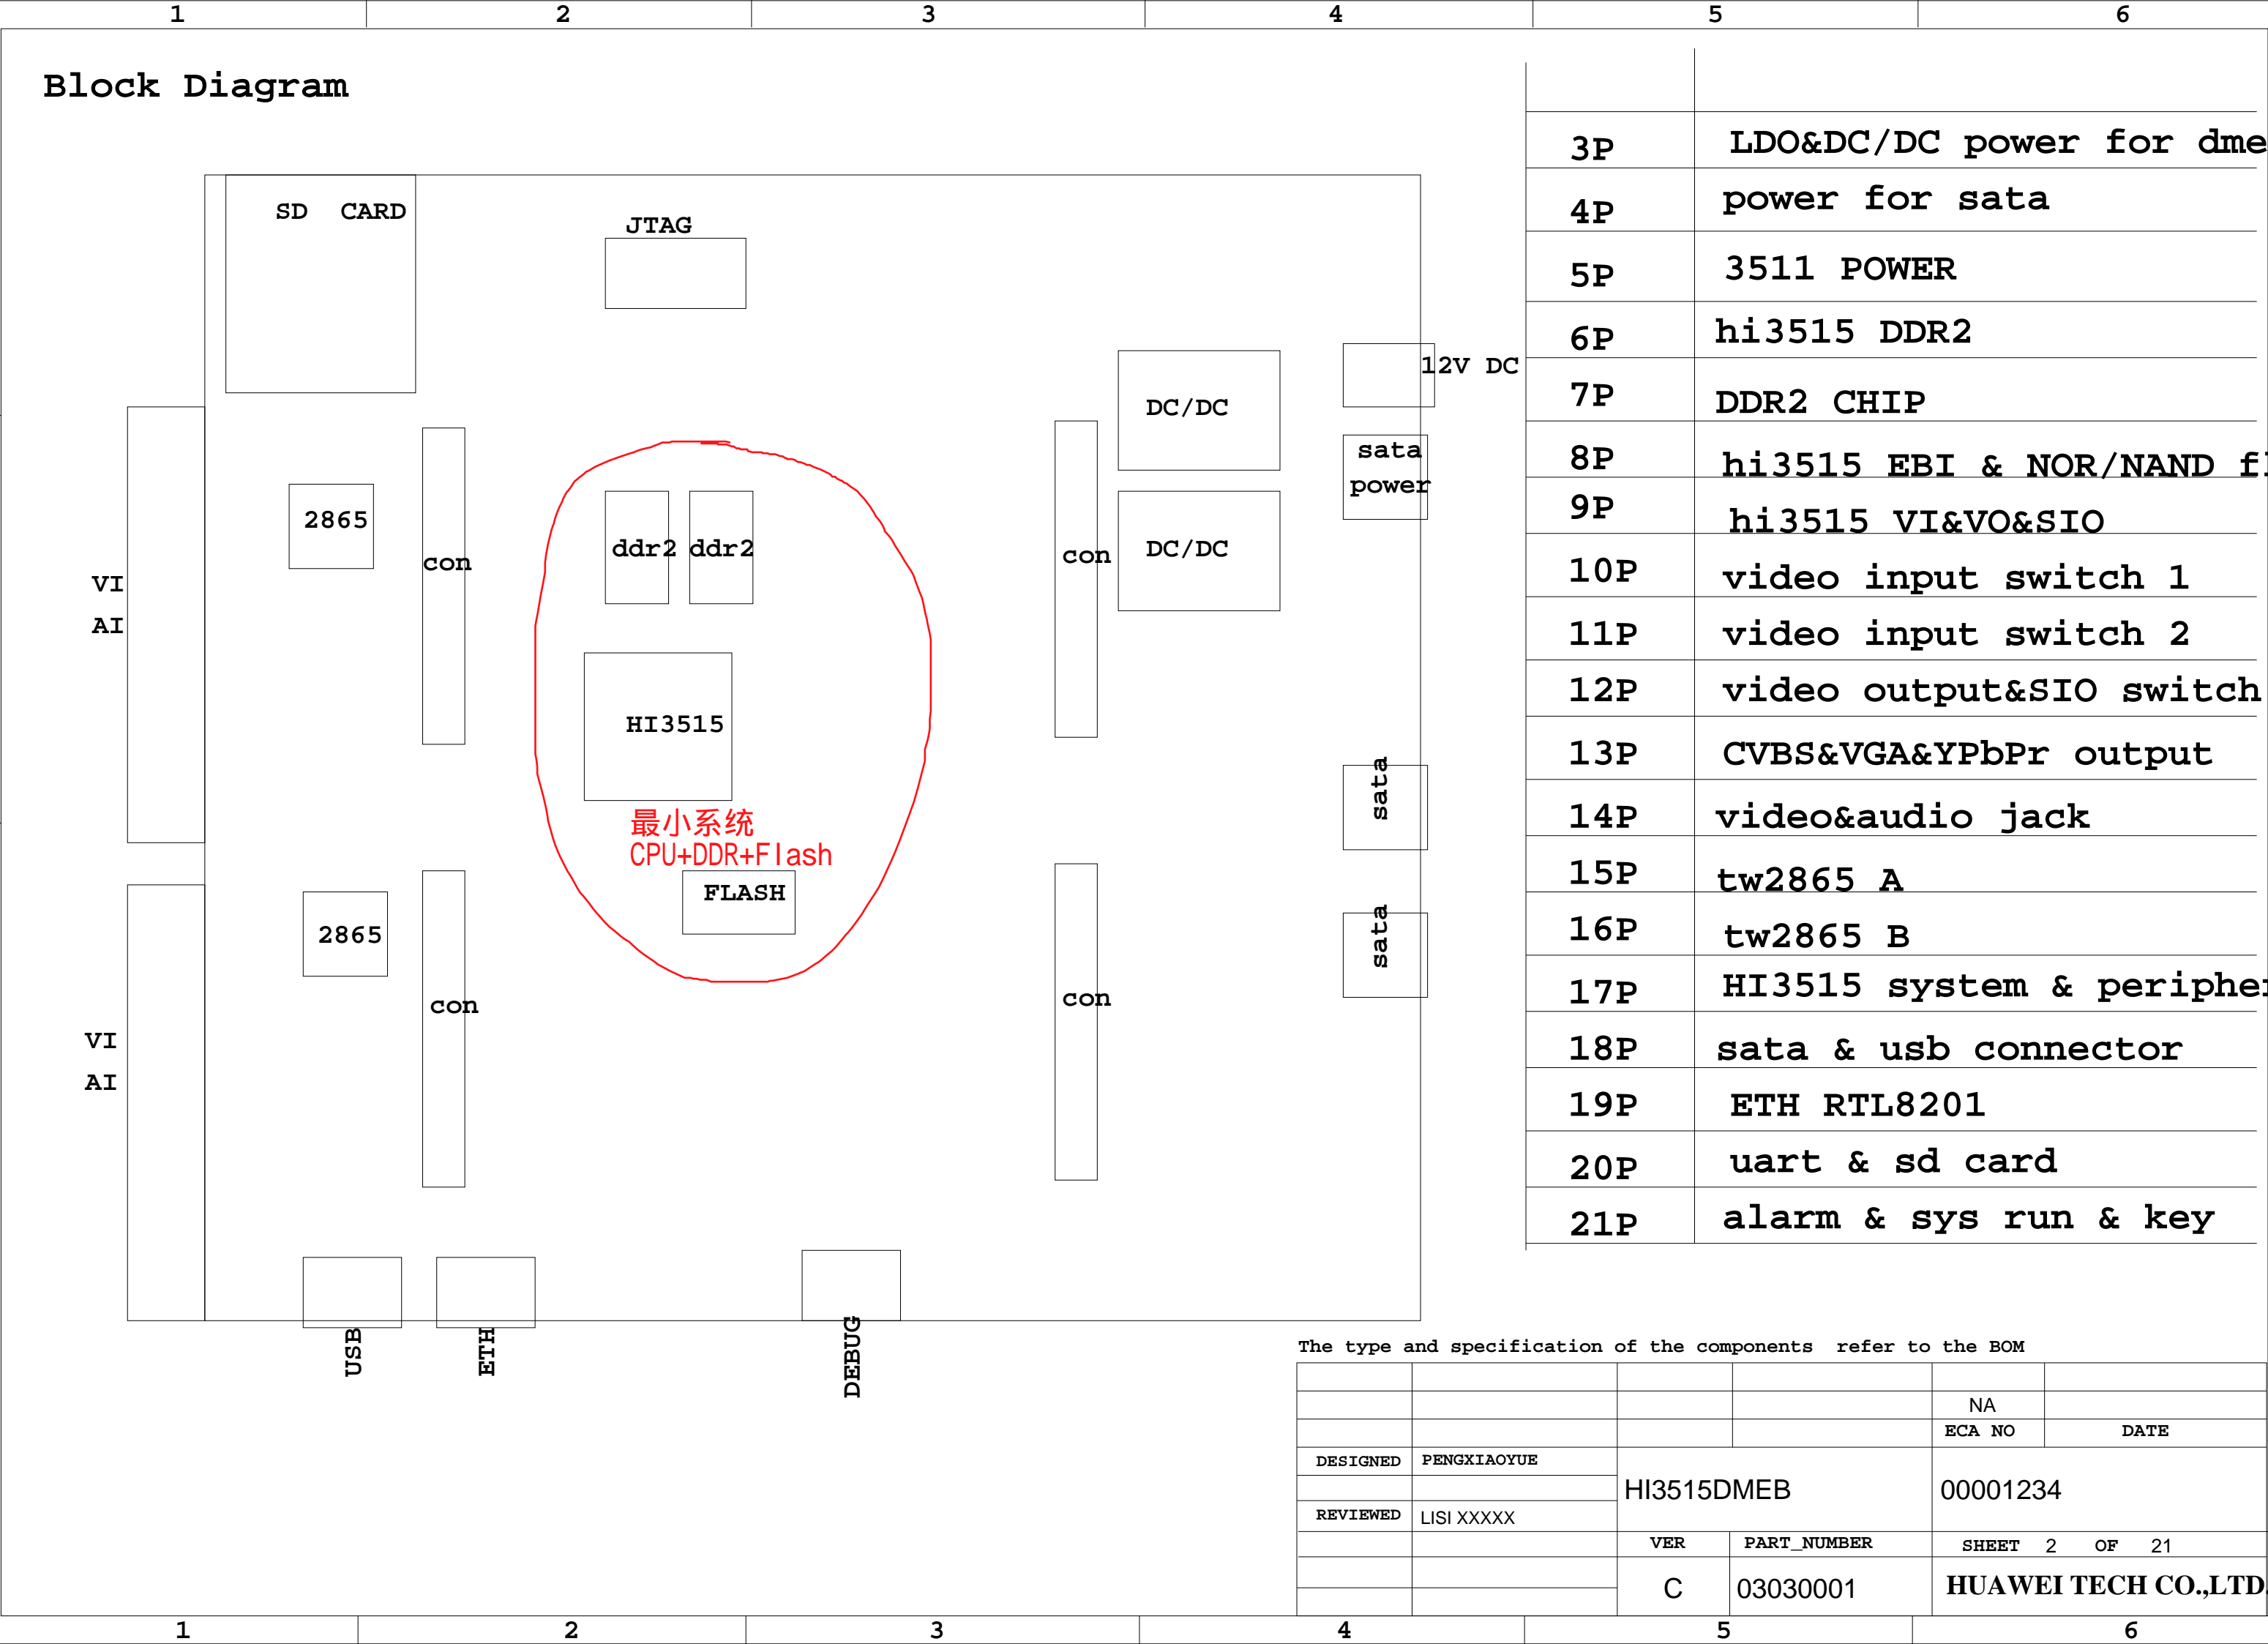 1 2 3 4 5 6
Block Diagram
SD CARD
JTAG
12V DC
DC/DC
sata
power
2865
con
ddr2 ddr2
con
DC/DC
VI
AI
HI3515
sata
最小系统
CPU+DDR+Flash
FLASH
2865
sata
con
con
VI
AI
USB
ETH
DEBUG
3P LDO&DC/DC power for dme
4P power for sata
5P 3511 POWER
6P hi3515 DDR2
7P DDR2 CHIP
8P hi3515 EBI & NOR/NAND fl
9P hi3515 VI&VO&SIO
10P video input switch 1
11P video input switch 2
12P video output&SIO switch
13P CVBS&VGA&YPbPr output
14P video&audio jack
15P tw2865 A
16P tw2865 B
17P HI3515 system & peripher
18P sata & usb connector
19P ETH RTL8201
20P uart & sd card
21P alarm & sys run & key
The type and specification of the components refer to the BOM
NA
ECA NO DATE
DESIGNED PENGXIAOYUE
HI3515DMEB 00001234
REVIEWED LISI XXXXX
VER PART_NUMBER SHEET 2 OF 21
C 03030001 HUAWEI TECH CO.,LTD.
1 2 3 4 5 6